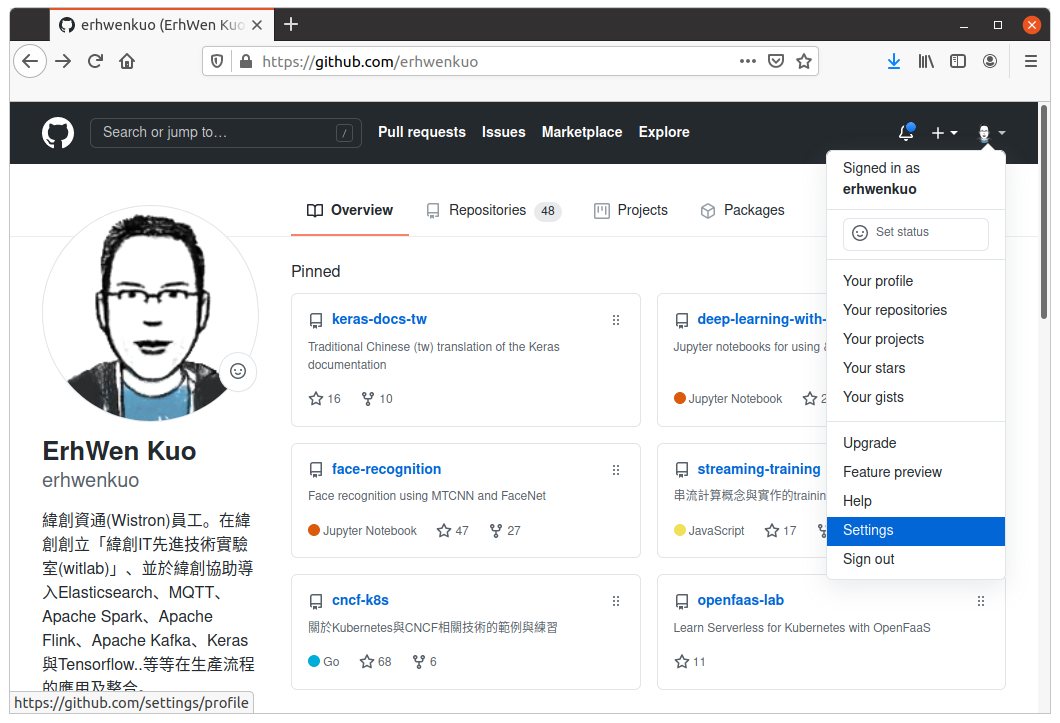 erhwenkuo (ErhWen Kuo
https://github.com/erhwenkuo
Search or jump to…
/
Pull requests
Issues
Marketplace
Explore
Signed in as
erhwenkuo
Set status
Your profile
Your repositories
Your projects
Your stars
Your gists
Upgrade
Feature preview
Help
Settings
Sign out
Overview
Repositories 48
Projects
Packages
ErhWen Kuo
erhwenkuo
緯創資通(Wistron)員工。在緯
創創立「緯創IT先進技術實驗
室(witlab)」、並於緯創協助導
入Elasticsearch、MQTT、
Apache Spark、Apache
Flink、Apache Kafka、Keras
與Tensorflow..等等在生產流程
的應用及整合。
Pinned
keras-docs-tw
Traditional Chinese (tw) translation of the Keras
documentation
16 10
deep-learning-with-
Jupyter notebooks for using
Jupyter Notebook 2
face-recognition
Face recognition using MTCNN and FaceNet
Jupyter Notebook 47 27
streaming-training
串流計算概念與實作的trainin
JavaScript 17
cncf-k8s
關於Kubernetes與CNCF相關技術的範例與練習
Go 68 6
openfaas-lab
Learn Serverless for Kubernetes with OpenFaaS
11
https://github.com/settings/profile